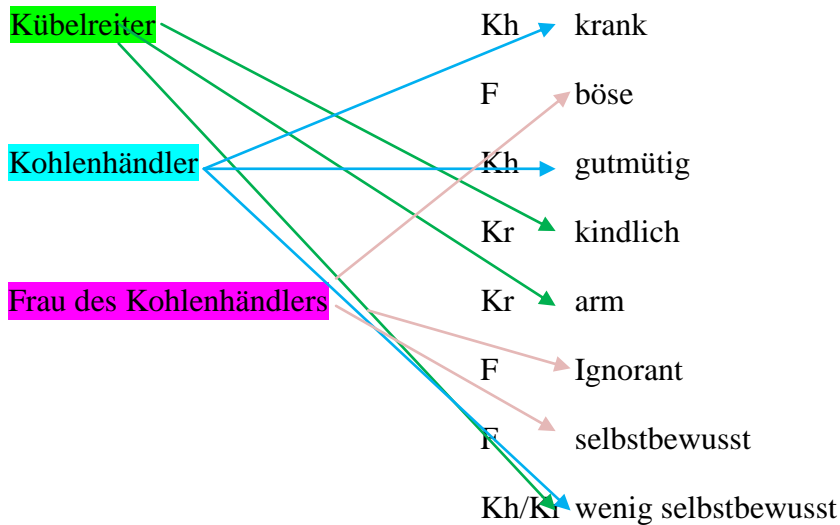 Kübelreiter Kh krank
F böse
Kohlenhändler Kh gutmütig
Kr kindlich
Frau des Kohlenhändlers Kr arm
F Ignorant
F selbstbewusst
Kh/Kr wenig selbstbewusst